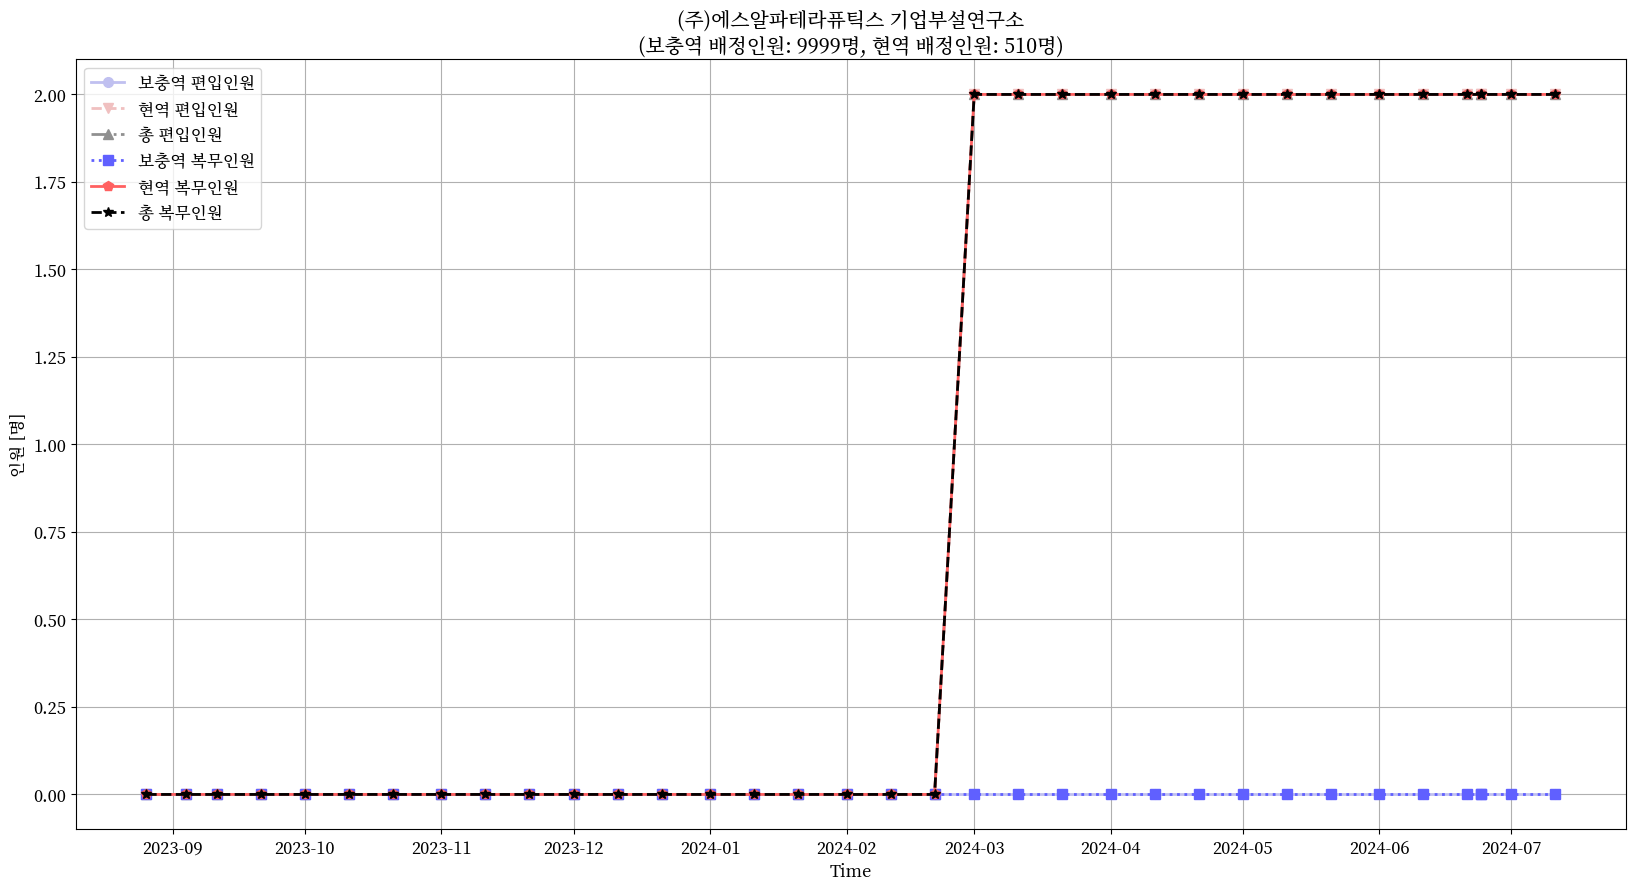 (주)에스알파테라퓨틱스 기업부설연구소
(보충역 배정인원: 9999명, 현역 배정인원: 510명)
보충역 편입인원
현역 편입인원
총 편입인원
보충역 복무인원
현역 복무인원
총 복무인원
2.00
1.75
1.50
1.25
1.00
0.75
0.50
0.25
0.00
인원 [명]
2023-09 2023-10 2023-11 2023-12 2024-01 2024-02 2024-03 2024-04 2024-05 2024-06 2024-07
Time